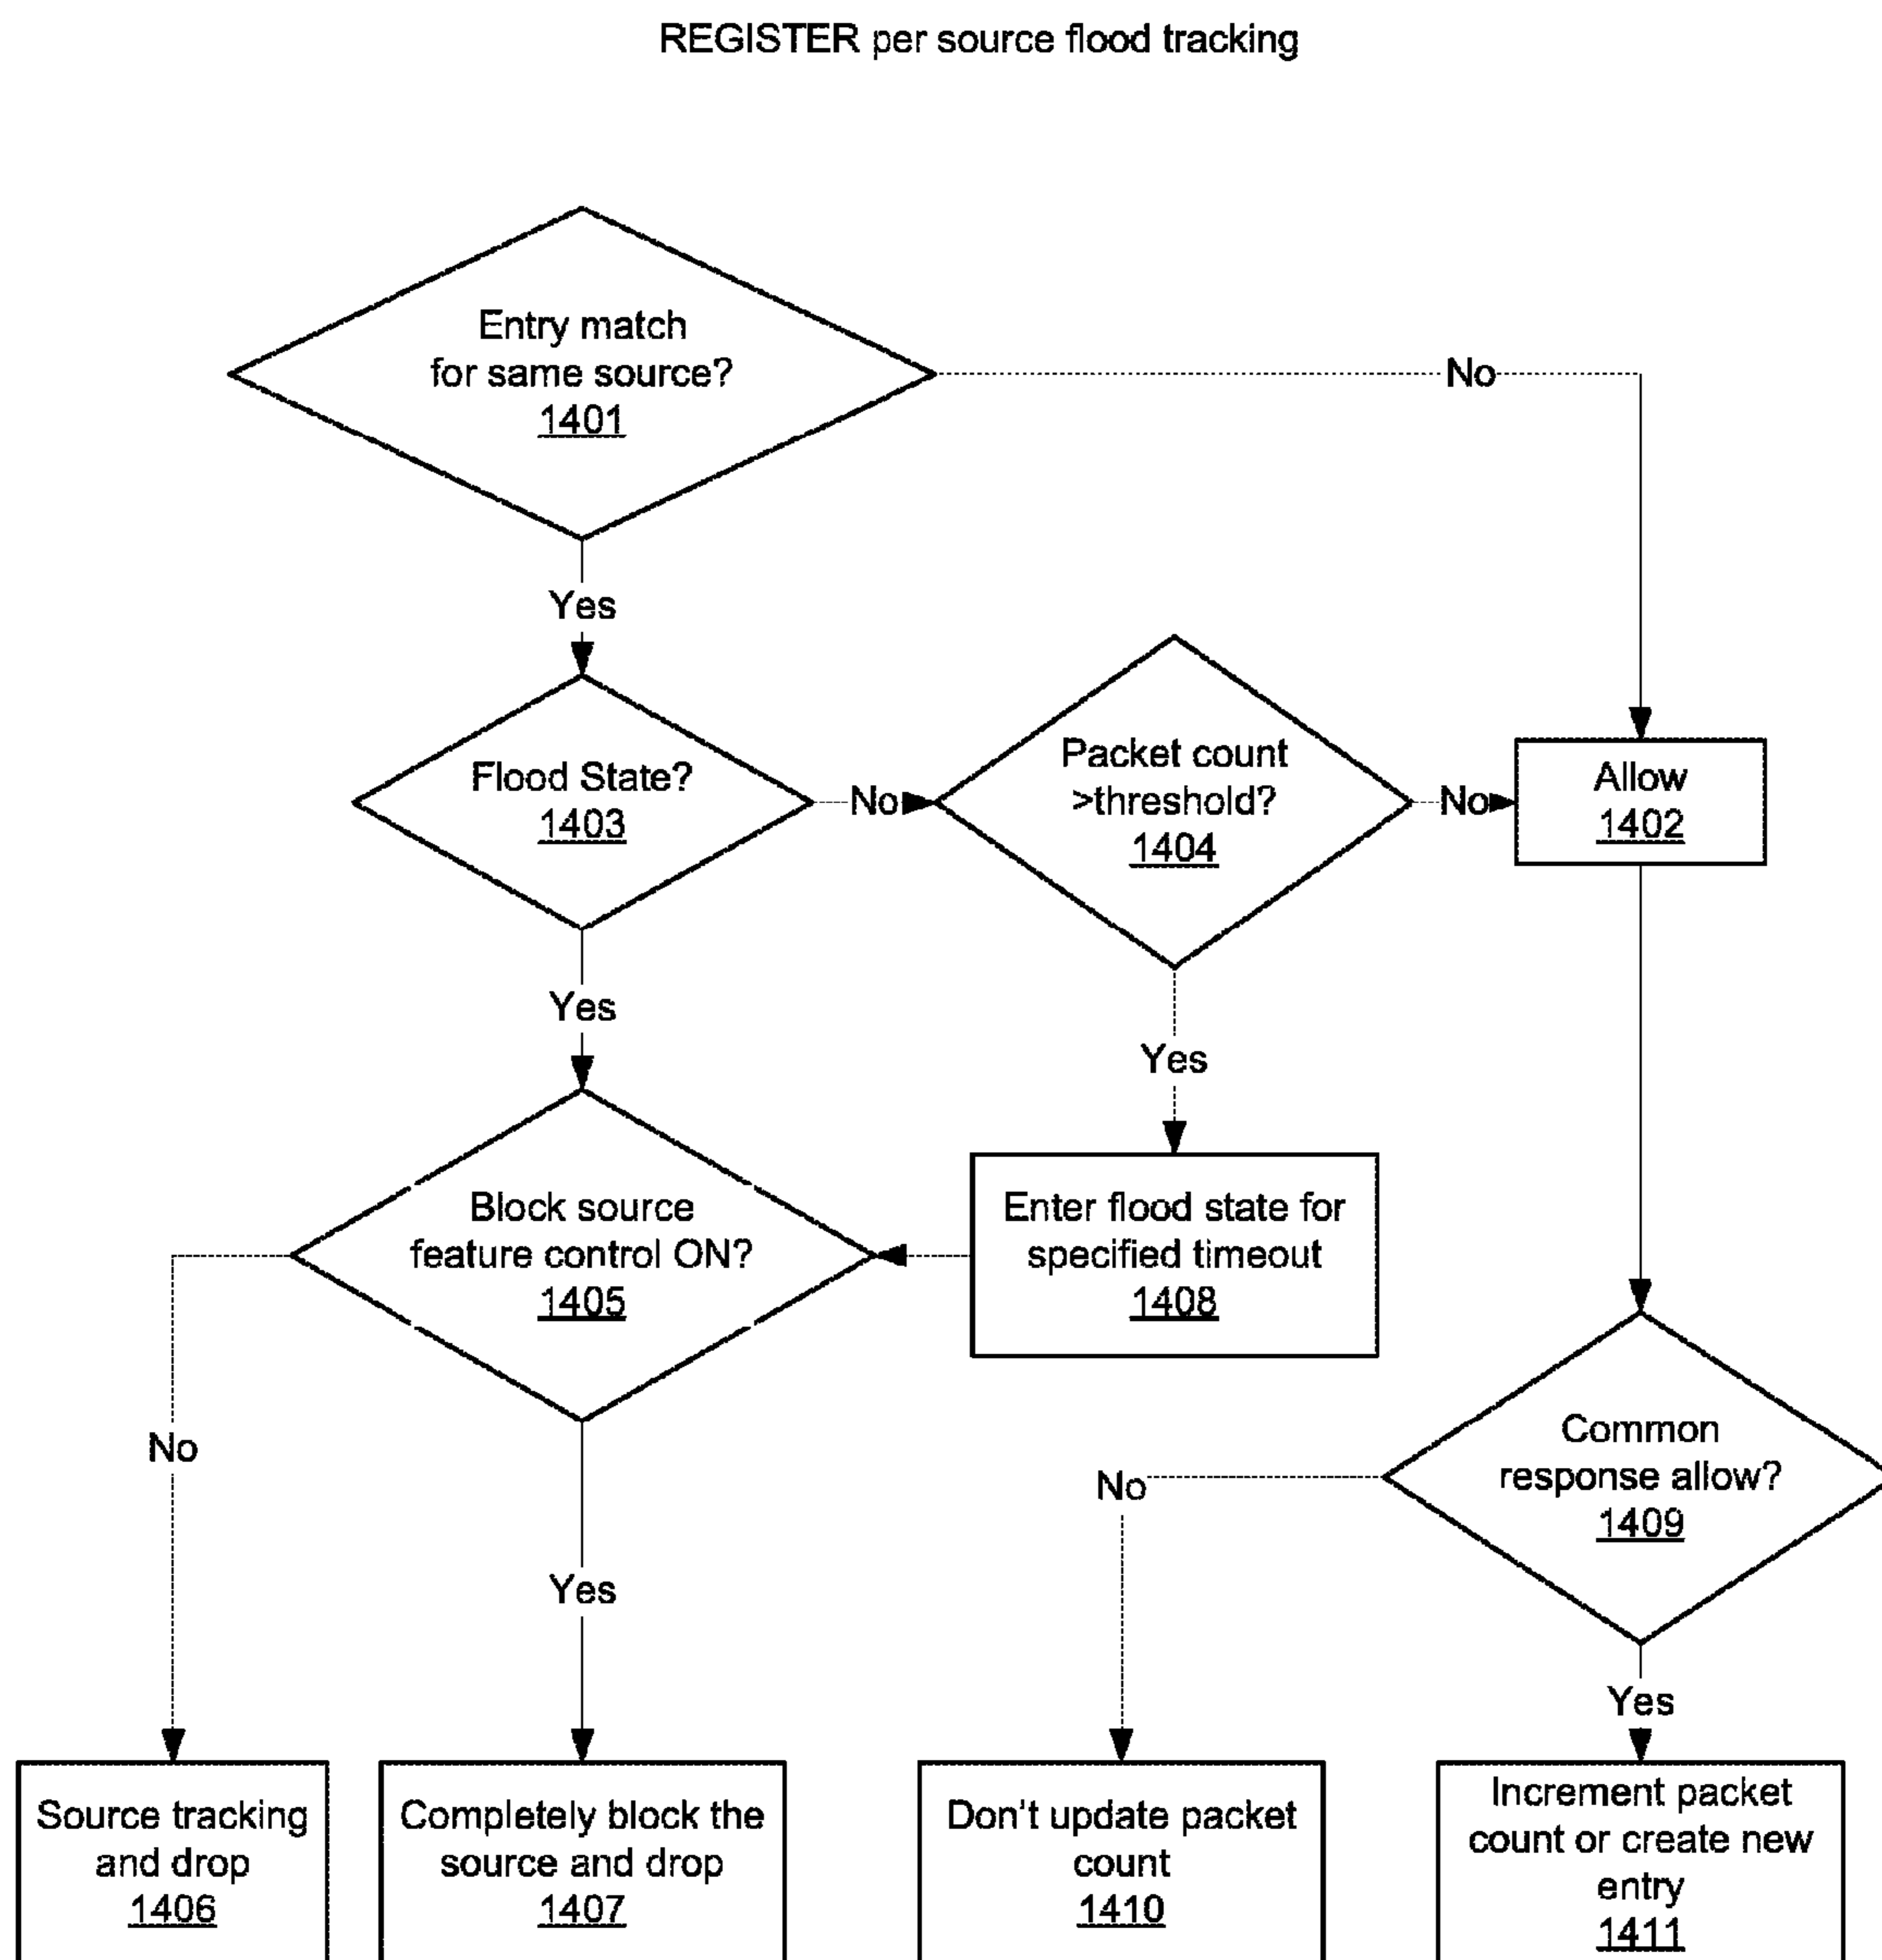 REGISTER per source flood tracking
Entry match
for same source?
1401
No
Yes
Flood State?
1403
No
Packet count
>threshold?
1404
No
Allow
1402
Yes
Yes
Block source
feature control ON?
1405
Enter flood state for
specified timeout
1408
Common
response allow?
1409
No
No
Yes
Yes
Source tracking
and drop
1406
Completely block the
source and drop
1407
Don't update packet
count
1410
Increment packet
count or create new
entry
1411